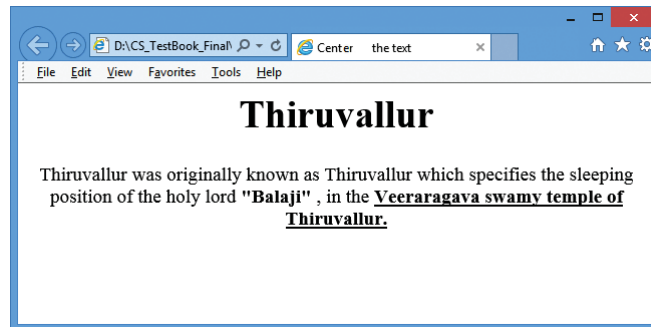 D:\CS_TestBook_Final\
Center the text
File Edit View Favorites Tools Help
Thiruvallur
Thiruvallur was originally known as Thiruvallur which specifies the sleeping
position of the holy lord "Balaji" , in the Veeraragava swamy temple of
Thiruvallur.